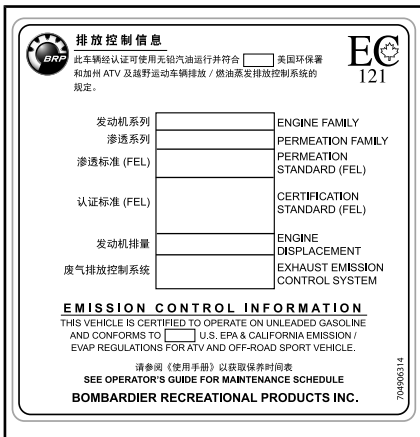 BRP
排放控制信息
此车辆经认证可使用无铅汽油运行并符合 美国环保署
和加州 ATV 及越野运动车辆排放 / 燃油蒸发排放控制系统的
规定。
EC
121
发动机系列 ENGINE FAMILY
渗透系列 PERMEATION FAMILY
渗透标准 (FEL) PERMEATION
STANDARD (FEL)
认证标准 (FEL) CERTIFICATION
STANDARD (FEL)
发动机排量 ENGINE
DISPLACEMENT
废气排放控制系统 EXHAUST EMISSION
CONTROL SYSTEM
EMISSION CONTROL INFORMATION
THIS VEHICLE IS CERTIFIED TO OPERATE ON UNLEADED GASOLINE
AND CONFORMS TO U.S. EPA & CALIFORNIA EMISSION /
EVAP REGULATIONS FOR ATV AND OFF-ROAD SPORT VEHICLE.
请参阅《使用手册》以获取保养时间表
SEE OPERATOR'S GUIDE FOR MAINTENANCE SCHEDULE
BOMBARDIER RECREATIONAL PRODUCTS INC.
704906314